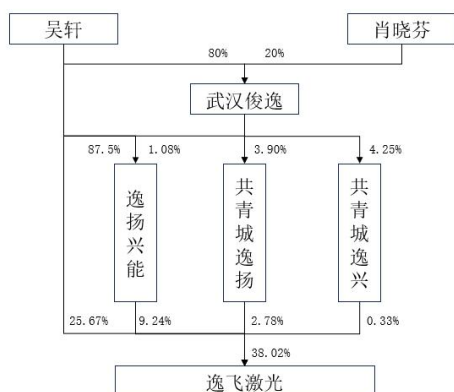 吴轩 肖晓芬
80% 20%
武汉俊逸
87.5% 1.08% 3.90% 4.25%
逸扬兴能 共青城逸扬 共青城逸兴
25.67% 9.24% 2.78% 0.33%
38.02%
逸飞激光